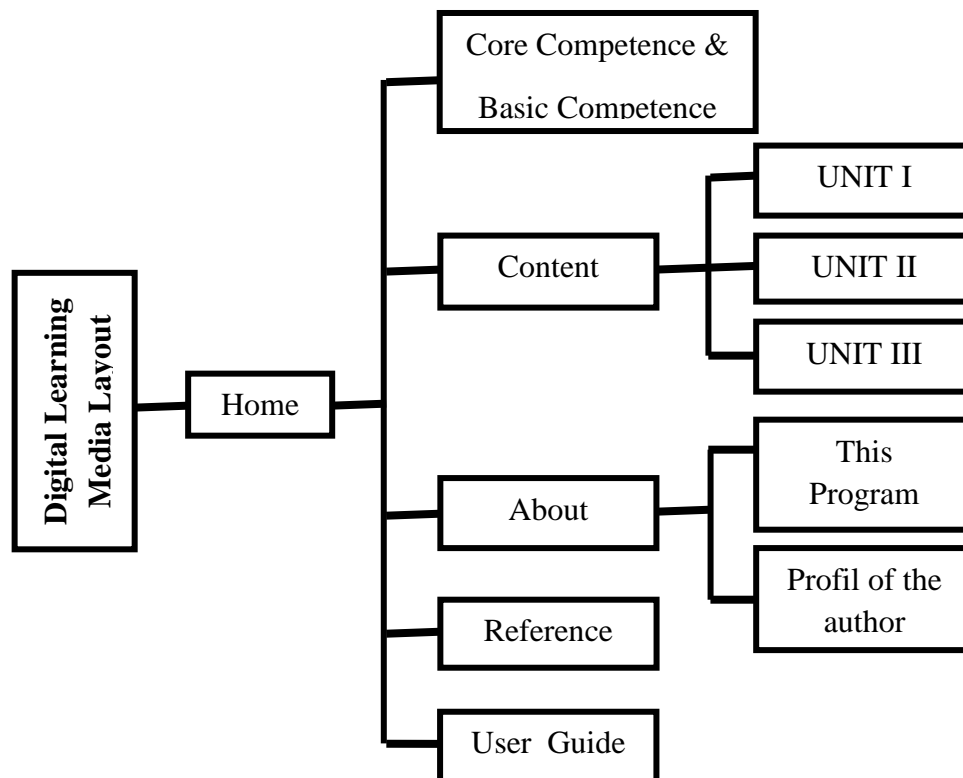 Digital Learning
Media Layout
Home
Core Competence &
Basic Competence
Content
UNIT I
UNIT II
UNIT III
About
This
Program
Profil of the
author
Reference
User Guide